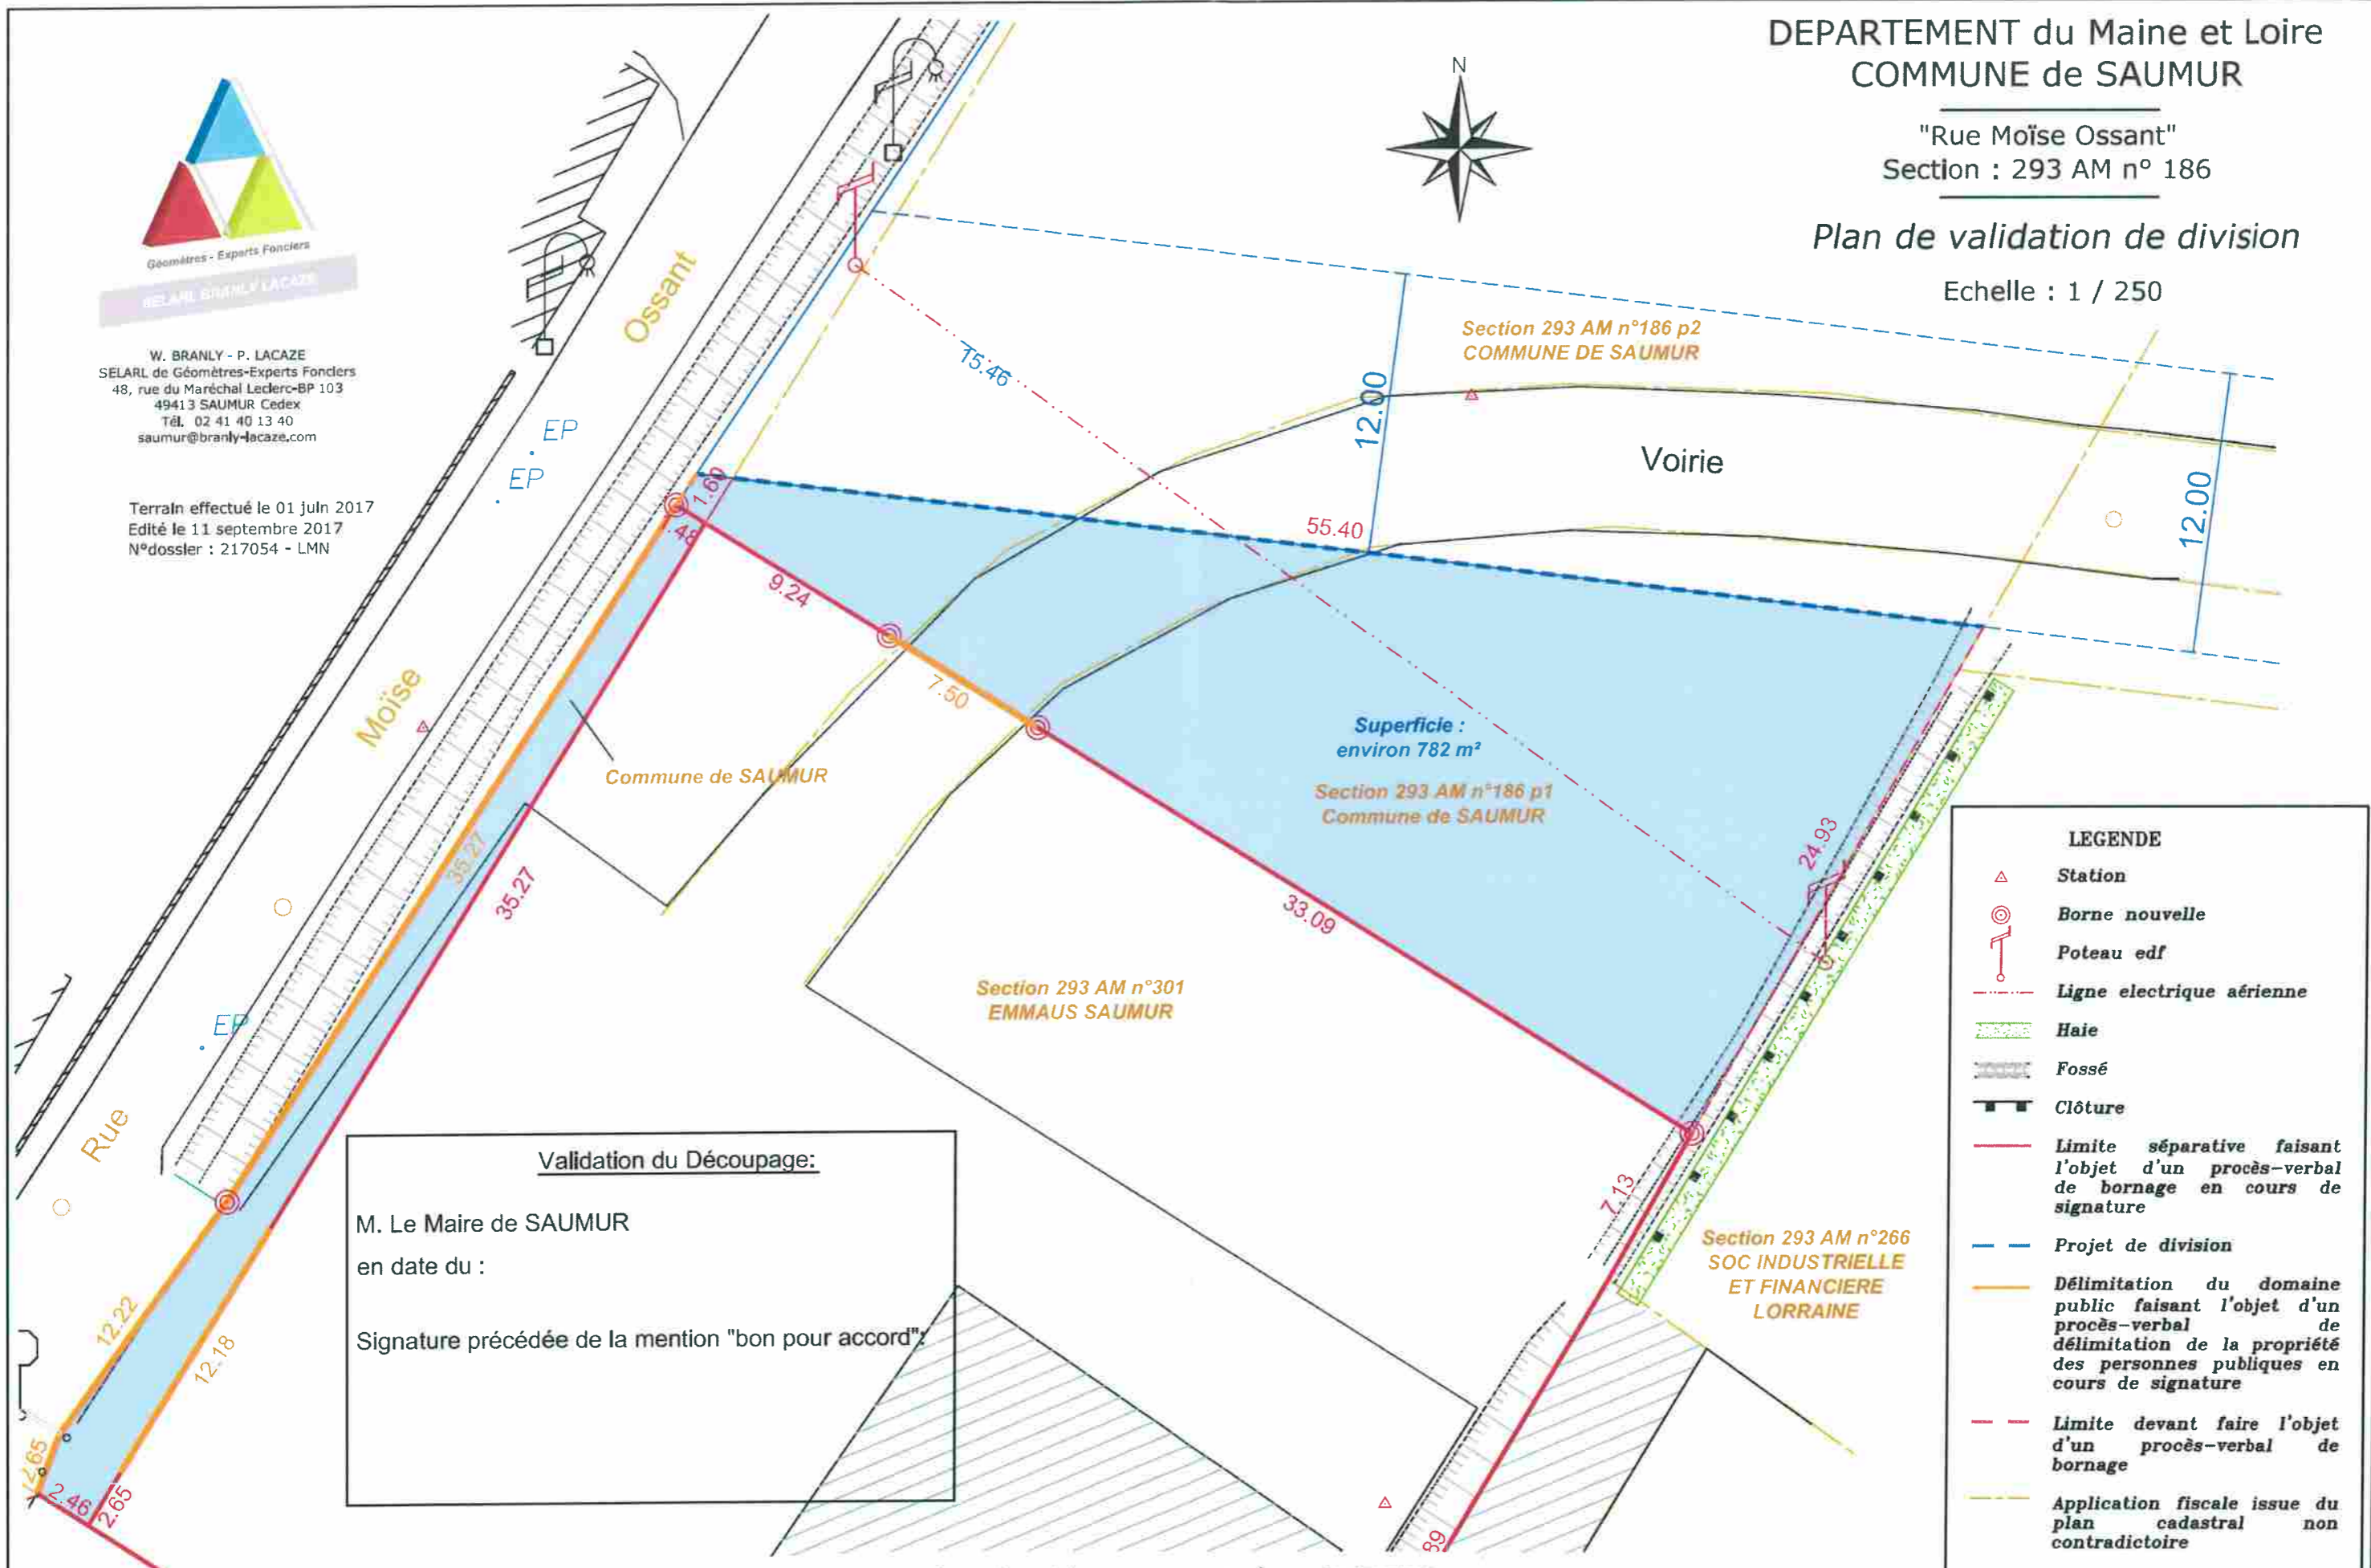 DEPARTEMENT du Maine et Loire
COMMUNE de SAUMUR
"Rue Moïse Ossant"
Section : 293 AM n° 186
Plan de validation de division
Echelle : 1 / 250
N
Géomètres - Experts Fonciers
SELARL BRANLY LACAZE
W. BRANLY - P. LACAZE
SELARL de Géomètres-Experts Fonciers
48, rue du Maréchal Leclerc-BP 103
49413 SAUMUR Cedex
Tél. 02 41 40 13 40
saumur@branly-lacaze.com
Terrain effectué le 01 juin 2017
Edité le 11 septembre 2017
N°dossier : 217054 - LMN
Rue
Moïse
Ossant
EP
EP
EP
15.46
Section 293 AM n°186 p2
COMMUNE DE SAUMUR
12.00
12.00
Voirie
1.60
.48
55.40
9.24
7.50
Superficie :
environ 782 m²
Section 293 AM n°186 p1
Commune de SAUMUR
Commune de SAUMUR
35.27
35.27
33.09
24.93
7.13
Section 293 AM n°301
EMMAUS SAUMUR
Section 293 AM n°266
SOC INDUSTRIELLE
ET FINANCIERE
LORRAINE
12.22
12.18
2.65
2.46
2.65
89
Validation du Découpage:
M. Le Maire de SAUMUR
en date du :
Signature précédée de la mention "bon pour accord":
LEGENDE
Station
Borne nouvelle
Poteau edf
Ligne electrique aérienne
Haie
Fossé
Clôture
Limite séparative faisant
l'objet d'un procès-verbal
de bornage en cours de
signature
Projet de division
Délimitation du domaine
public faisant l'objet d'un
procès-verbal de
délimitation de la propriété
des personnes publiques en
cours de signature
Limite devant faire l'objet
d'un procès-verbal de
bornage
Application fiscale issue du
plan cadastral non
contradictoire